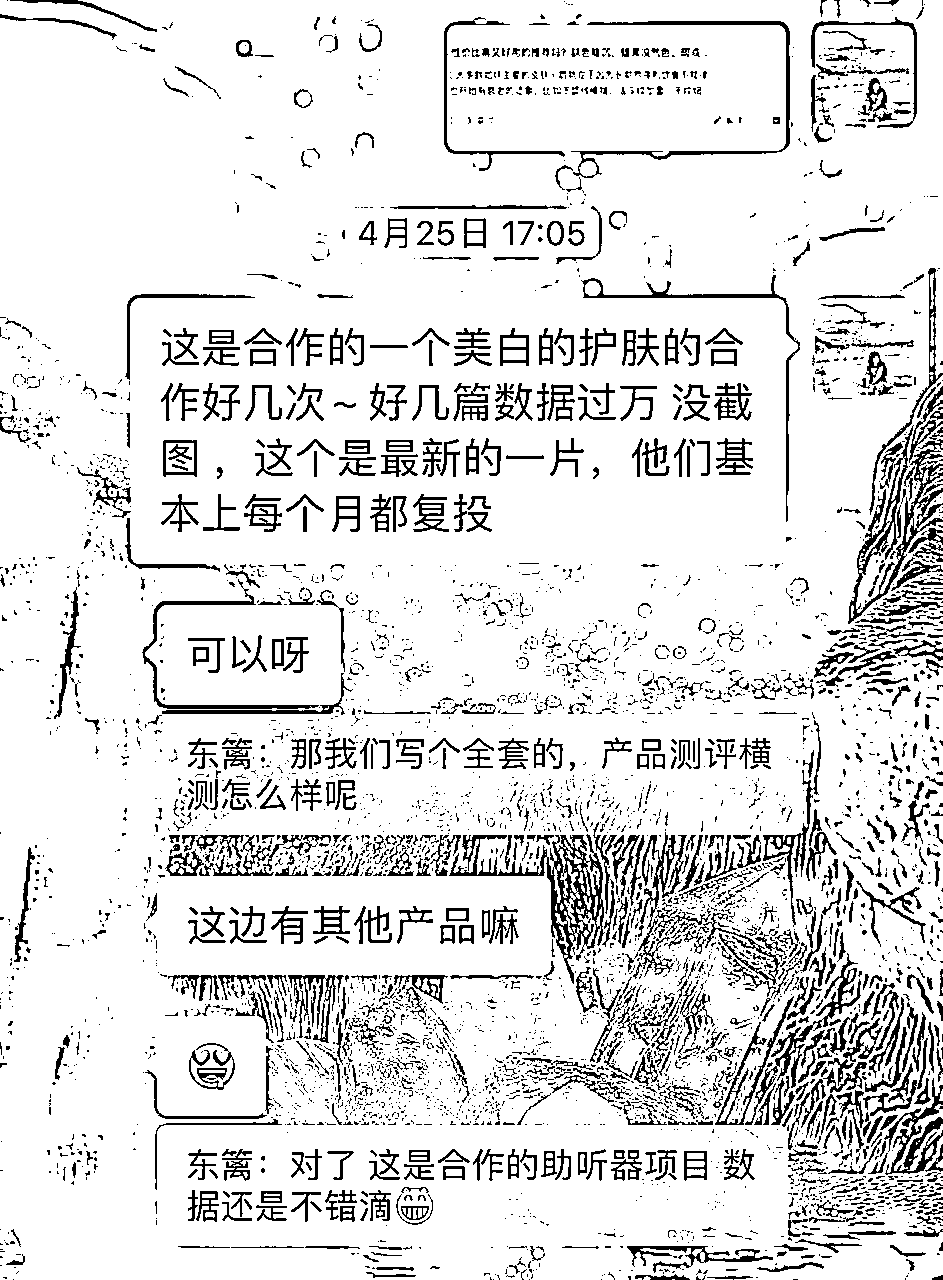 4月25日 17:05
这是合作的一个美白的护肤的合
作好几次~好几篇数据过万 没截
图 ，这个是最新的一片，他们基
本上每个月都复投
可以呀
东篱：那我们写个全套的，产品测评横
测怎么样呢
这边有其他产品嘛
东篱：对了 这是合作的助听器项目 数
据还是不错滴😁